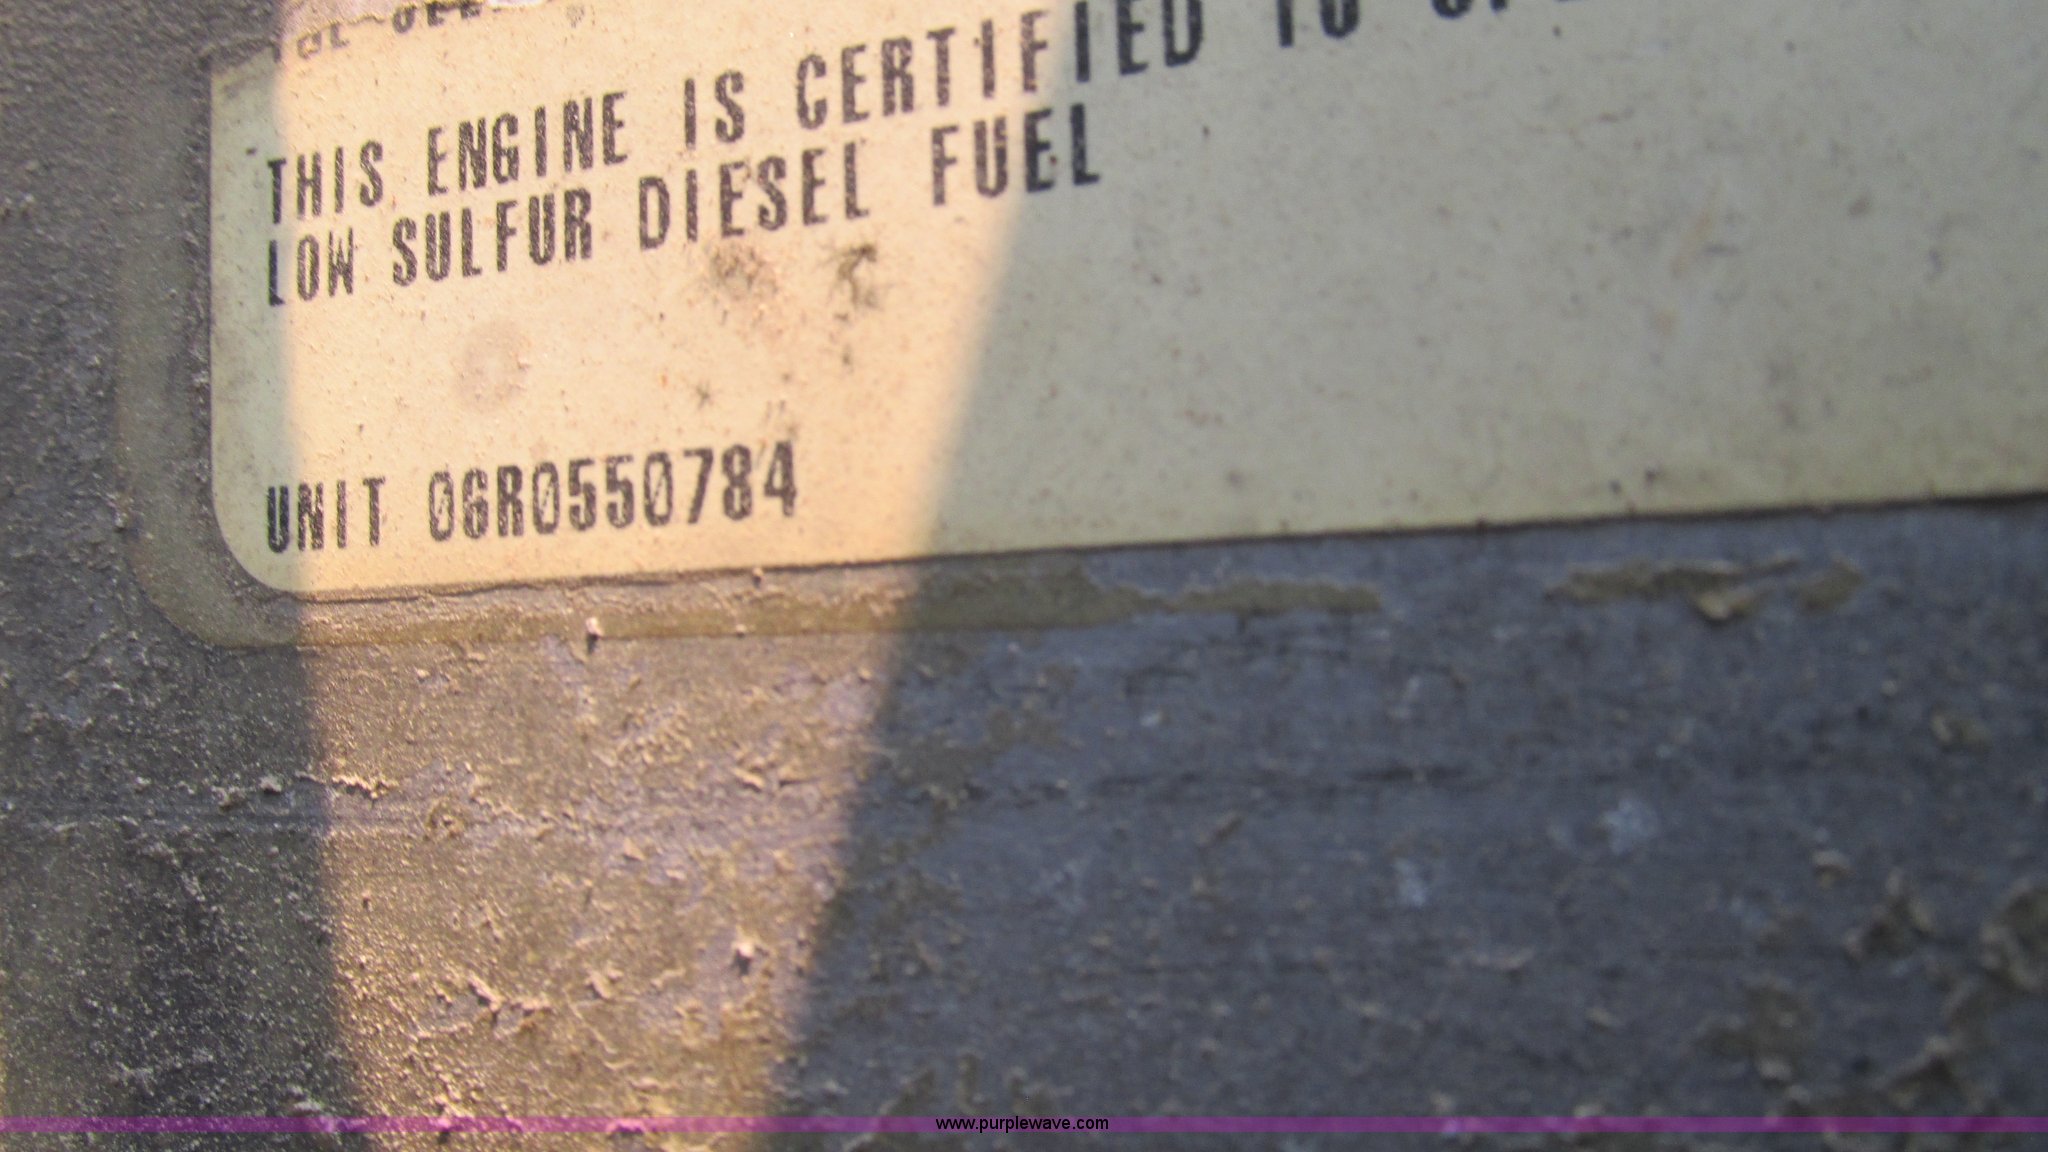 THIS ENGINE IS CERTIFIED TO
LOW SULFUR DIESEL FUEL
UNIT 06R0550784
www.purplewave.com